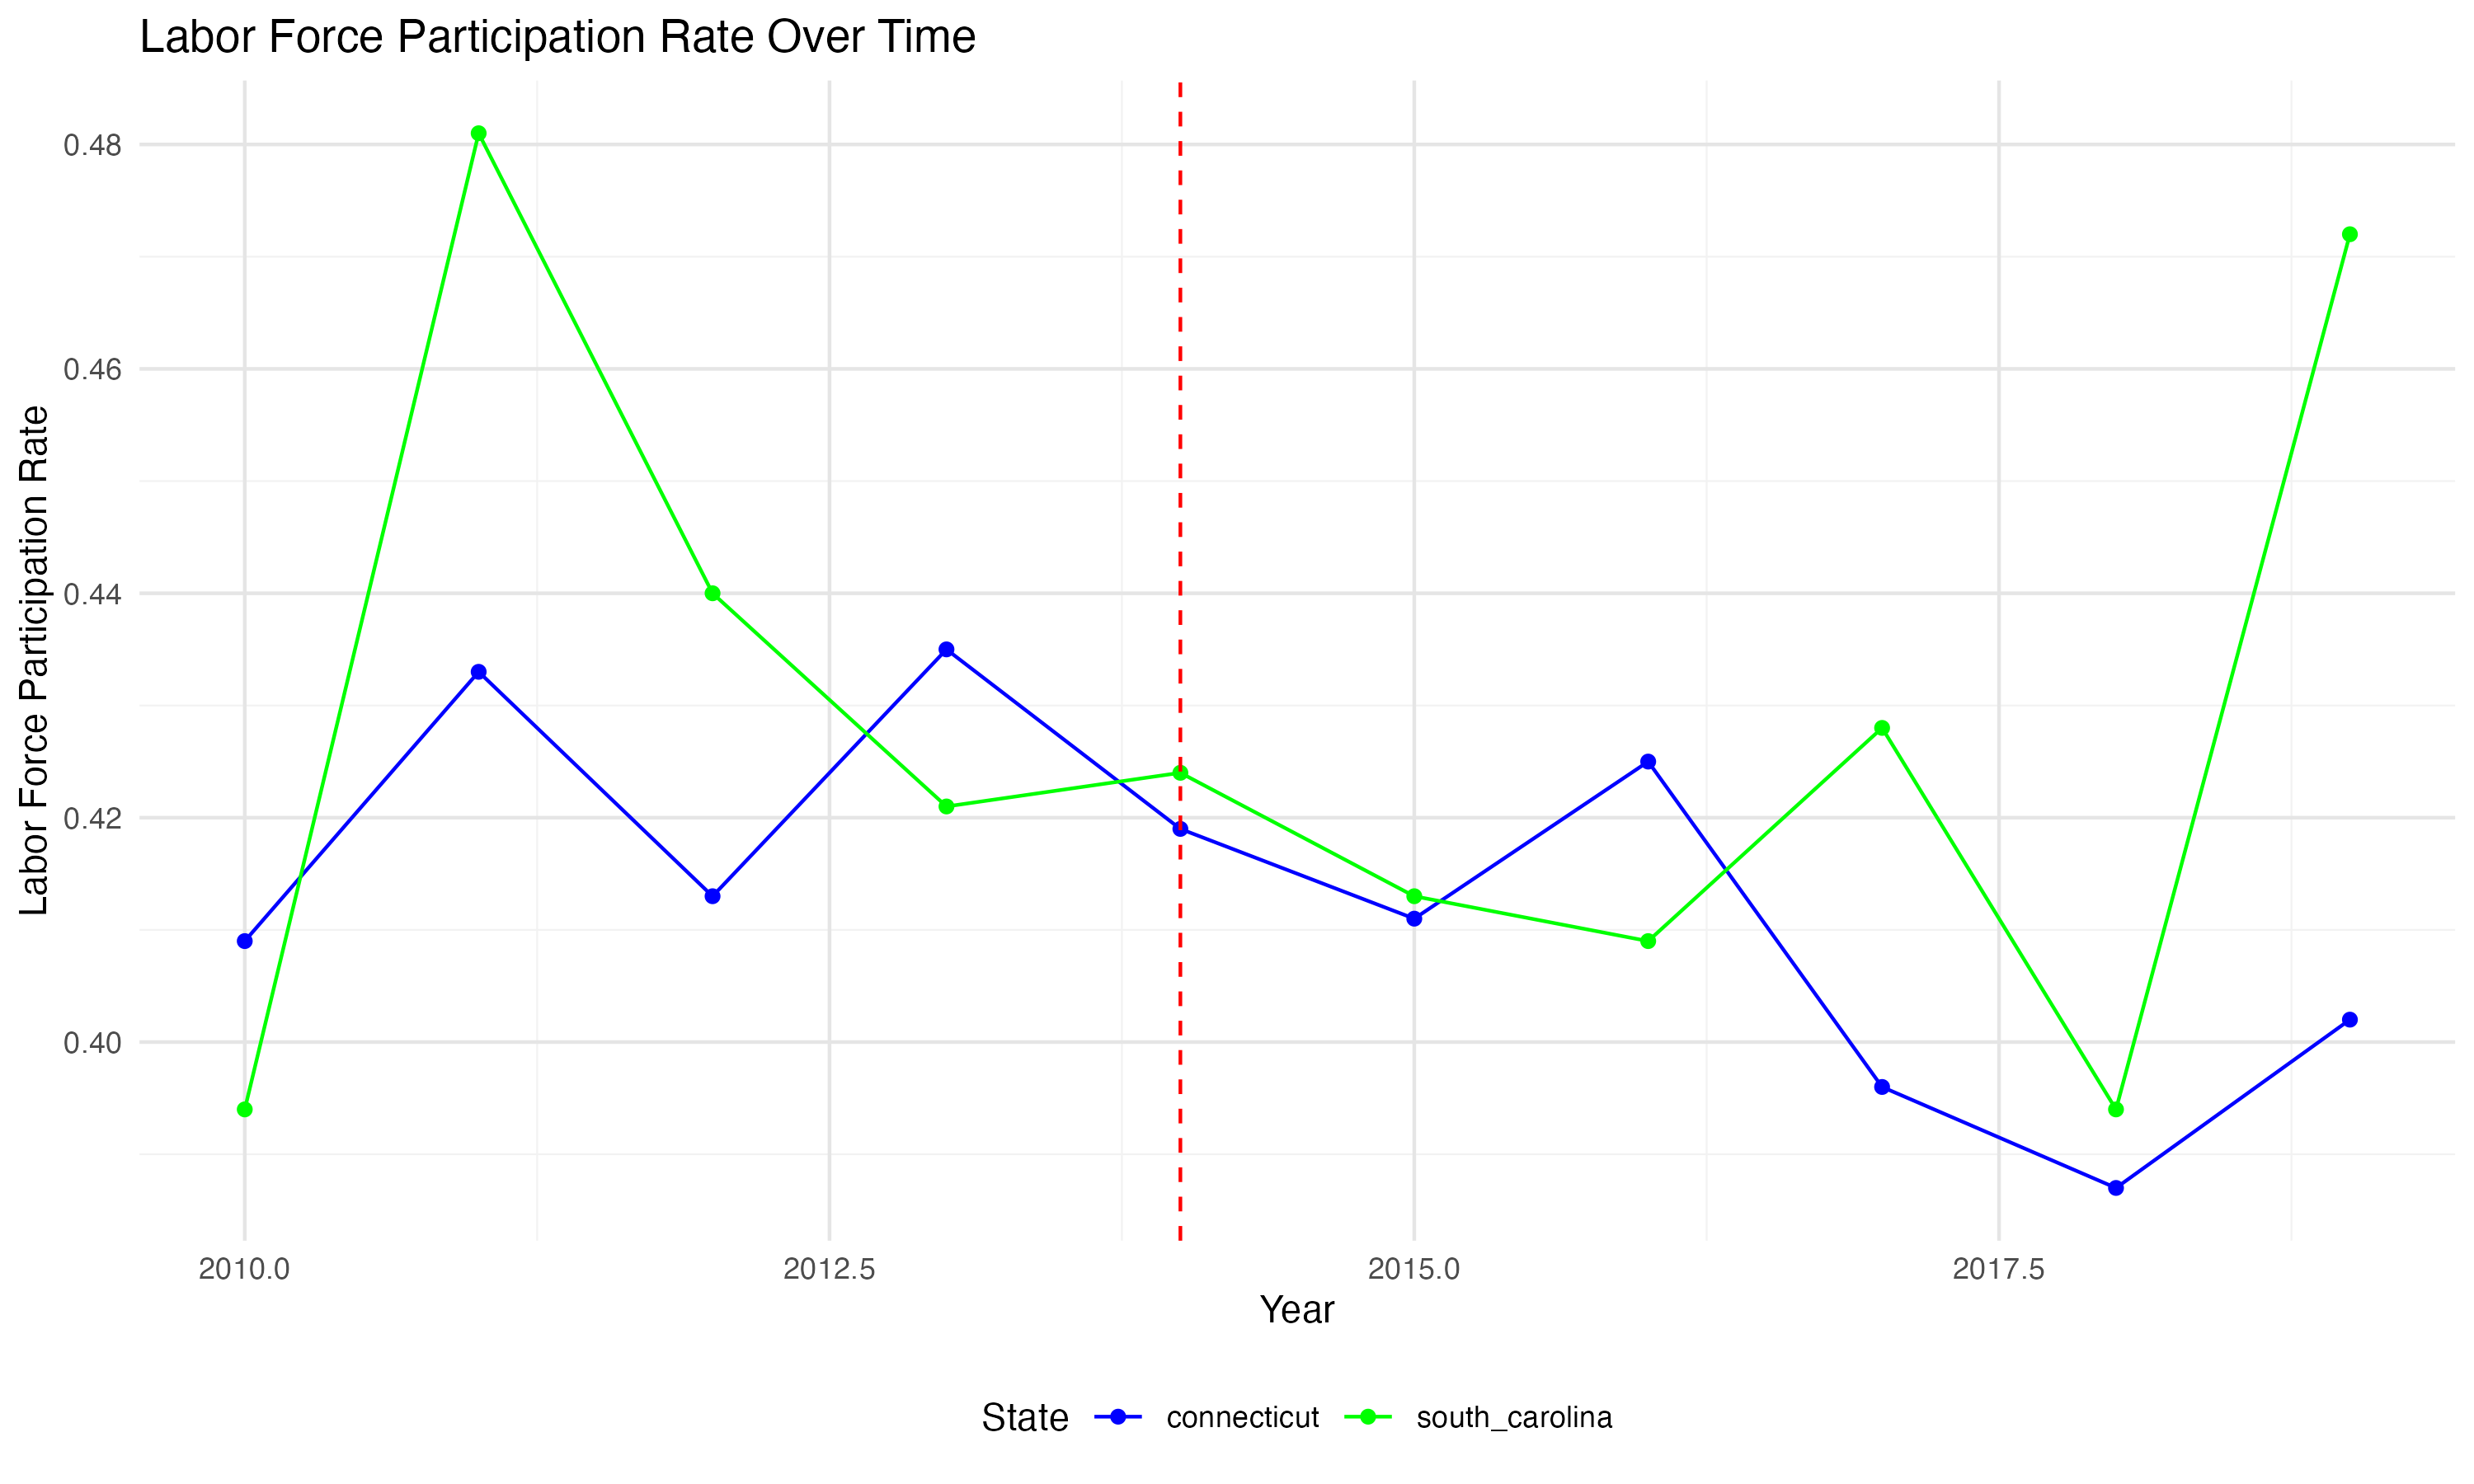 Labor Force Participation Rate Over Time
Labor Force Participation Rate
0.48
0.46
0.44
0.42
0.40
2010.0 2012.5 2015.0 2017.5
Year
State connecticut south_carolina